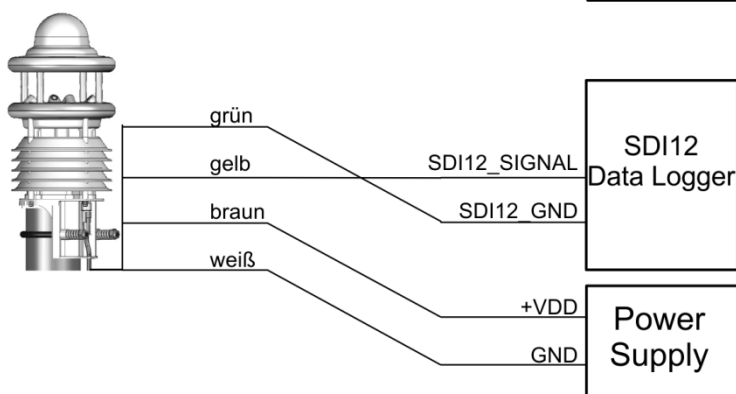 grün
gelb
braun
weiß
SDI12_SIGNAL
SDI12_GND
+VDD
GND
SDI12
Data Logger
Power
Supply